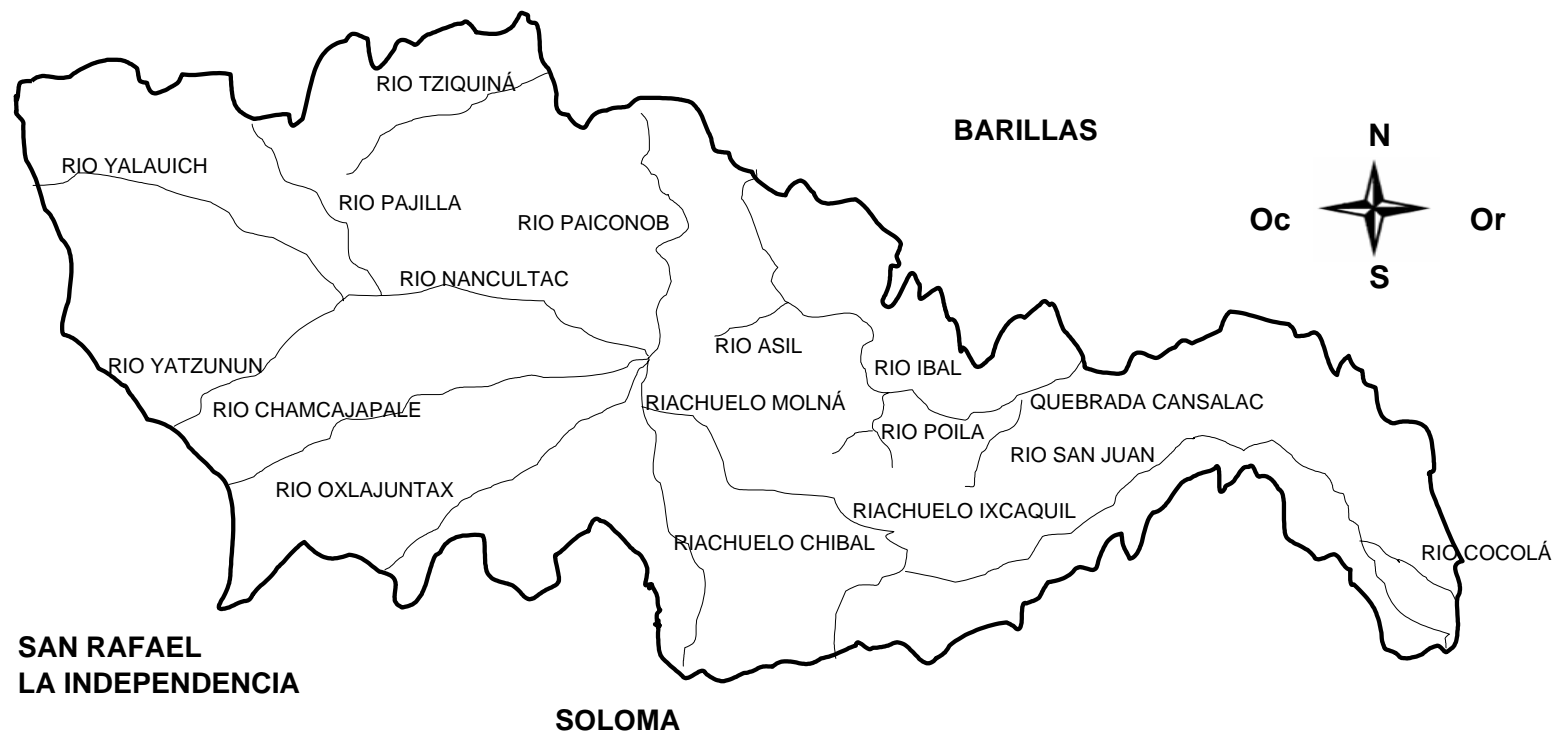 RIO TZIQUINÁ
BARILLAS
N
RIO YALAUICH
RIO PAJILLA
RIO PAICONOB
Oc
Or
RIO NANCULTAC
S
RIO ASIL
RIO YATZUNUN
RIO IBAL
RIO CHAMCAJAPALE
RIACHUELO MOLNÁ
QUEBRADA CANSALAC
RIO POILA
RIO SAN JUAN
RIO OXLAJUNTAX
RIACHUELO IXCAQUIL
RIACHUELO CHIBAL
RIO COCOLÁ
SAN RAFAEL
LA INDEPENDENCIA
SOLOMA